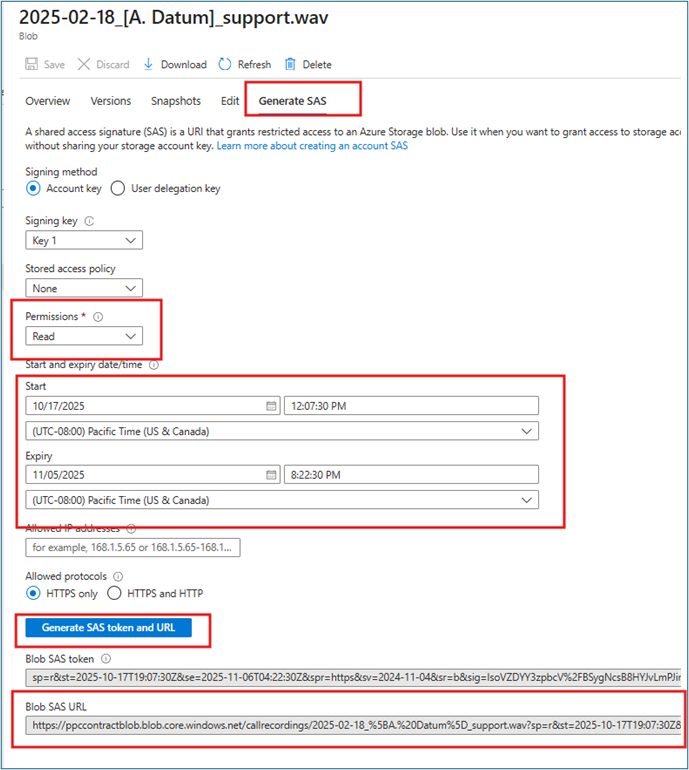 2025-02-18_[A. Datum]_support.wav
Blob
Save Discard Download Refresh Delete
Overview Versions Snapshots Edit Generate SAS
A shared access signature (SAS) is a URI that grants restricted access to an Azure Storage blob. Use it when you want to grant access to storage
without sharing your storage account key. Learn more about creating an account SAS
Signing method
Account key User delegation key
Signing key
Key 1
Stored access policy
None
Permissions *
Read
Start and expiry date/time
Start
10/17/2025 12:07:30 PM
(UTC-08:00) Pacific Time (US & Canada)
Expiry
11/05/2025 8:22:30 PM
(UTC-08:00) Pacific Time (US & Canada)
Allowed IP addresses
for example, 168.1.5.65 or 168.1.5.65-168.1...
Allowed protocols
HTTPS only HTTPS and HTTP
Generate SAS token and URL
Blob SAS token
sp=r&st=2025-10-17T19:07:30Z&se=2025-11-06T04:22:30Z&spr=https&sv=2024-11-04&sr=b&sig=IsoVZDYY3zpbcV%2FBSygNcsB8HYJvLmPJir
Blob SAS URL
https://ppccontractblob.blob.core.windows.net/callrecordings/2025-02-18_%5BA.%20Datum%5D_support.wav?sp=r&st=2025-10-17T19:07:30Z&